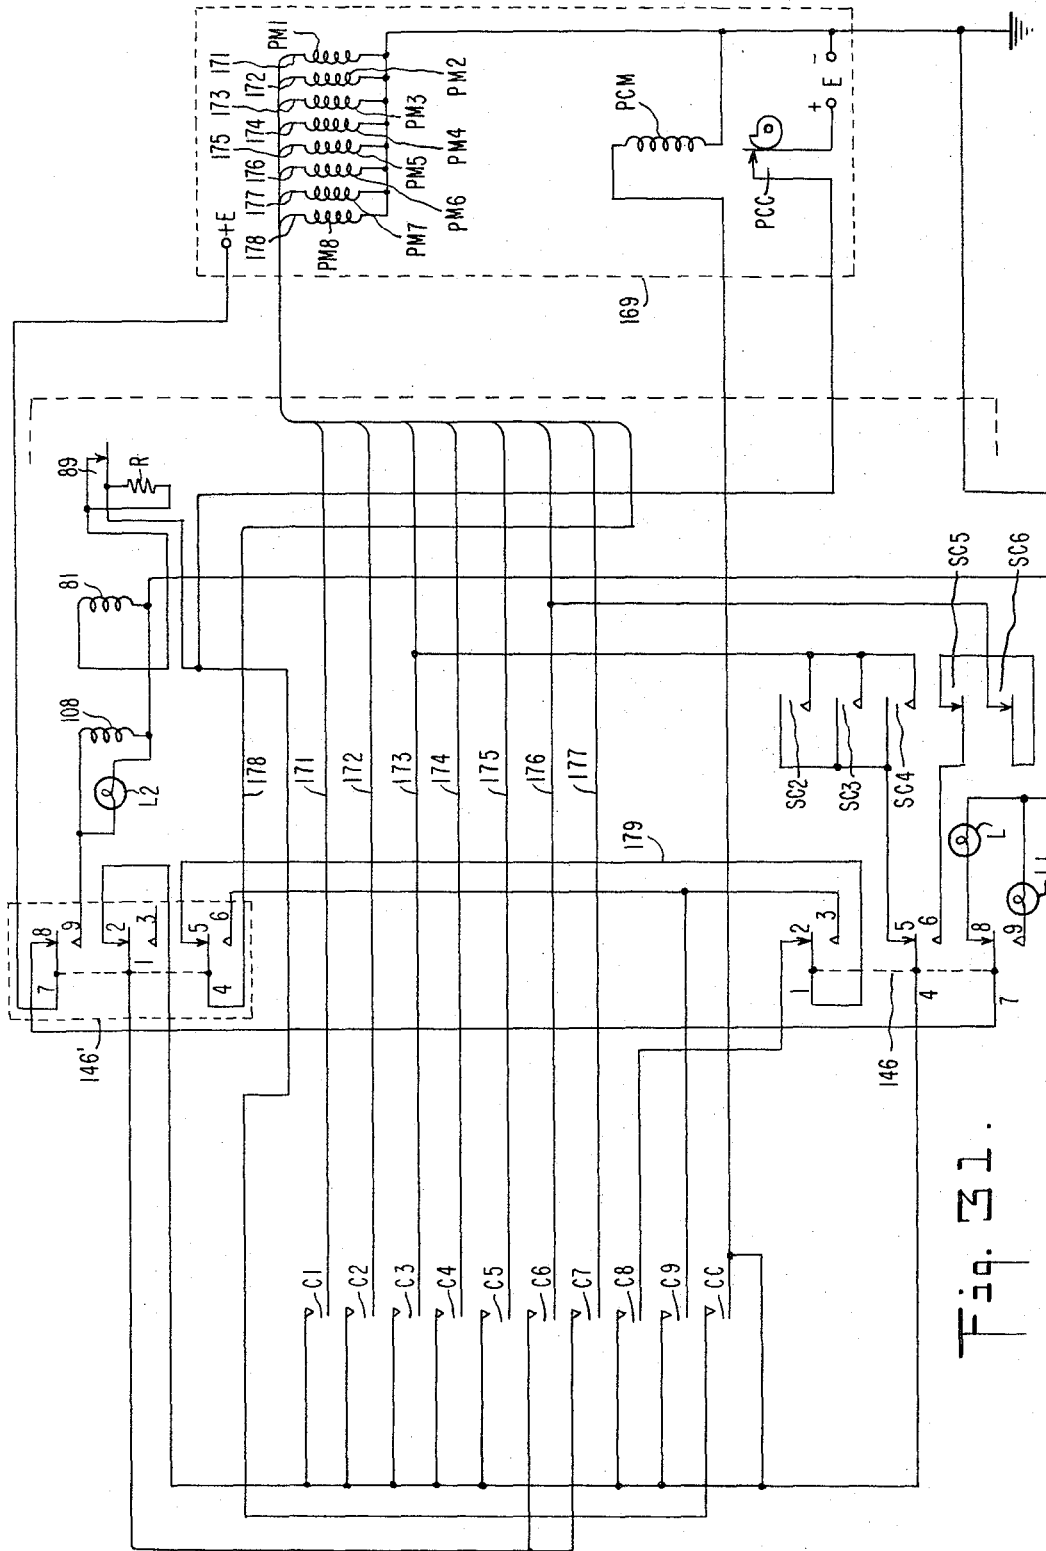 PM1
171
172
PM2
173
PM3
174
PM4
175
PM5
176
PM6
177
PM7
178
PM8
+E
PCM
PCC
+ E -
169
89
R
81
108
L2
178
171
172
173
174
175
176
177
179
SC2
SC3
SC4
SC5
SC6
L
L1
146'
7
8
9
1
2
3
4
5
6
146
1
2
3
4
5
6
7
8
9
C1
C2
C3
C4
C5
C6
C7
C8
C9
CC
Fig. 31.